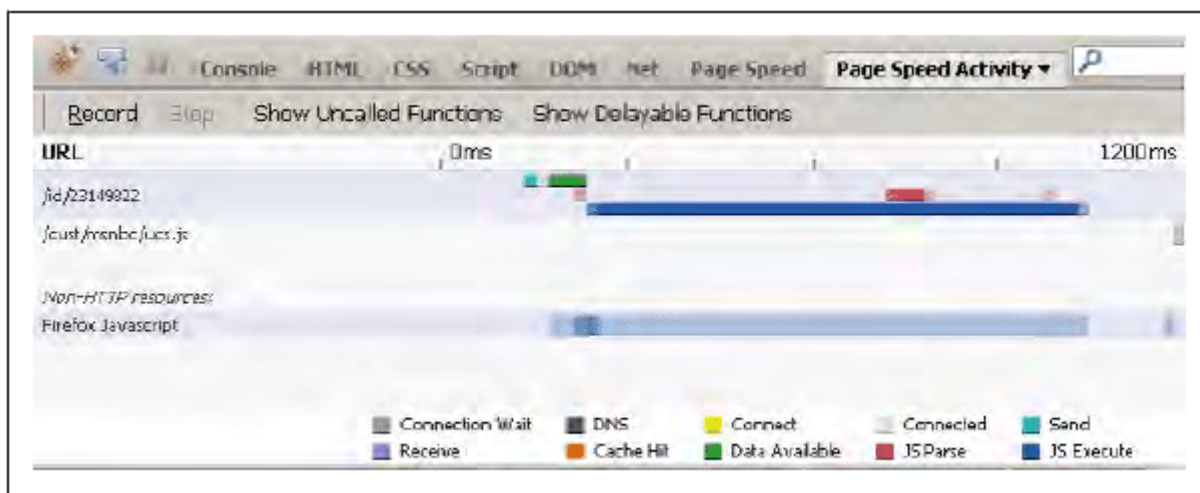 Console HTML CSS Script DOM Net Page Speed Page Speed Activity ▾
Record Stop Show Uncalled Functions Show Delayable Functions
URL 0ms 1200ms
/id/23149822
/cust/msnbc/ucs.js
Non-HTTP resources:
Firefox Javascript
Connection Wait DNS Connect Connected Send
Receive Cache Hit Data Available JS Parse JS Execute